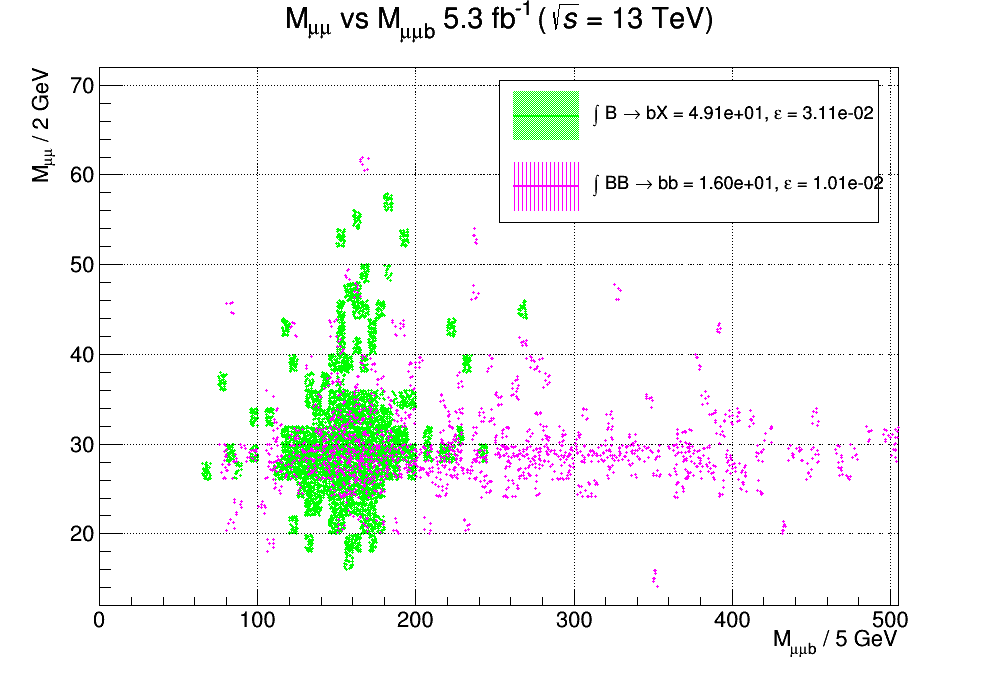 Mμμ vs Mμμb 5.3 fb-1 (√s = 13 TeV)
Mμμ / 2 GeV
70
60
50
40
30
20
∫ B → bX = 4.91e+01, ε = 3.11e-02
∫ BB → bb = 1.60e+01, ε = 1.01e-02
0 100 200 300 400 500
Mμμb / 5 GeV